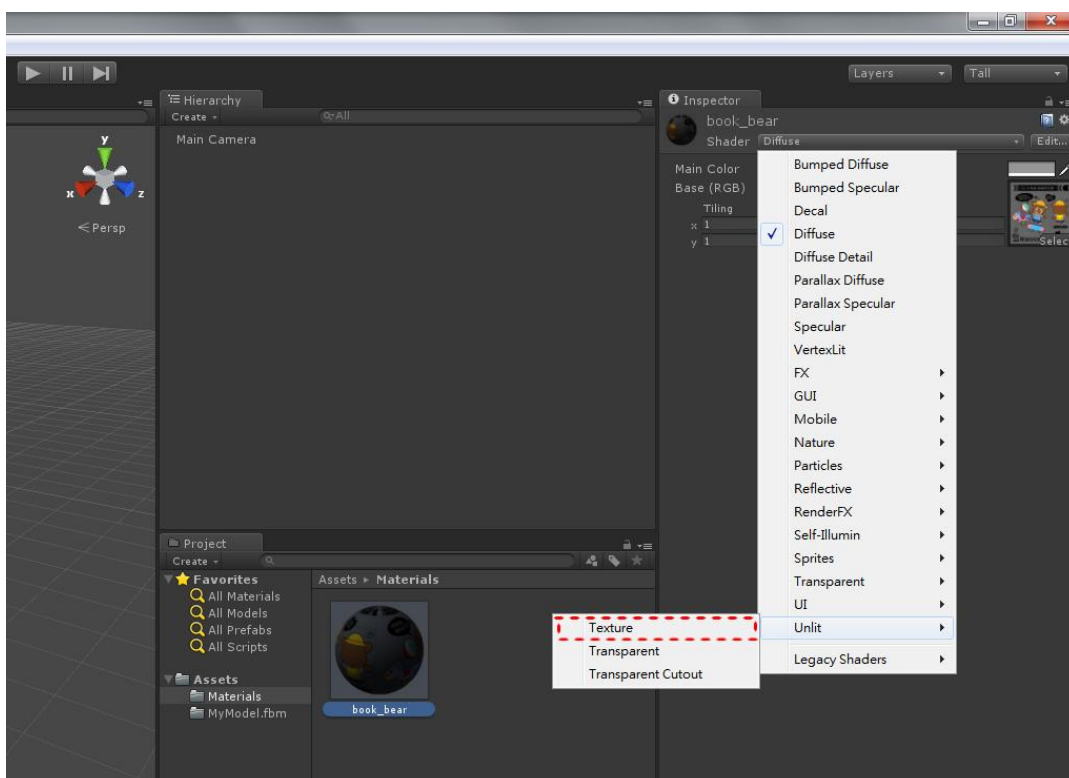 Layers
Tall
Hierarchy
Create
All
Main Camera
y
x
z
Persp
Inspector
book_bear
Shader
Diffuse
Edit...
Main Color
Base (RGB)
Tiling
x 1
y 1
Select
Bumped Diffuse
Bumped Specular
Decal
Diffuse
Diffuse Detail
Parallax Diffuse
Parallax Specular
Specular
VertexLit
FX
GUI
Mobile
Nature
Particles
Reflective
RenderFX
Self-Illumin
Sprites
Transparent
UI
Unlit
Legacy Shaders
Texture
Transparent
Transparent Cutout
Project
Create
Favorites
All Materials
All Models
All Prefabs
All Scripts
Assets
Materials
MyModel.fbm
Assets ▸ Materials
book_bear